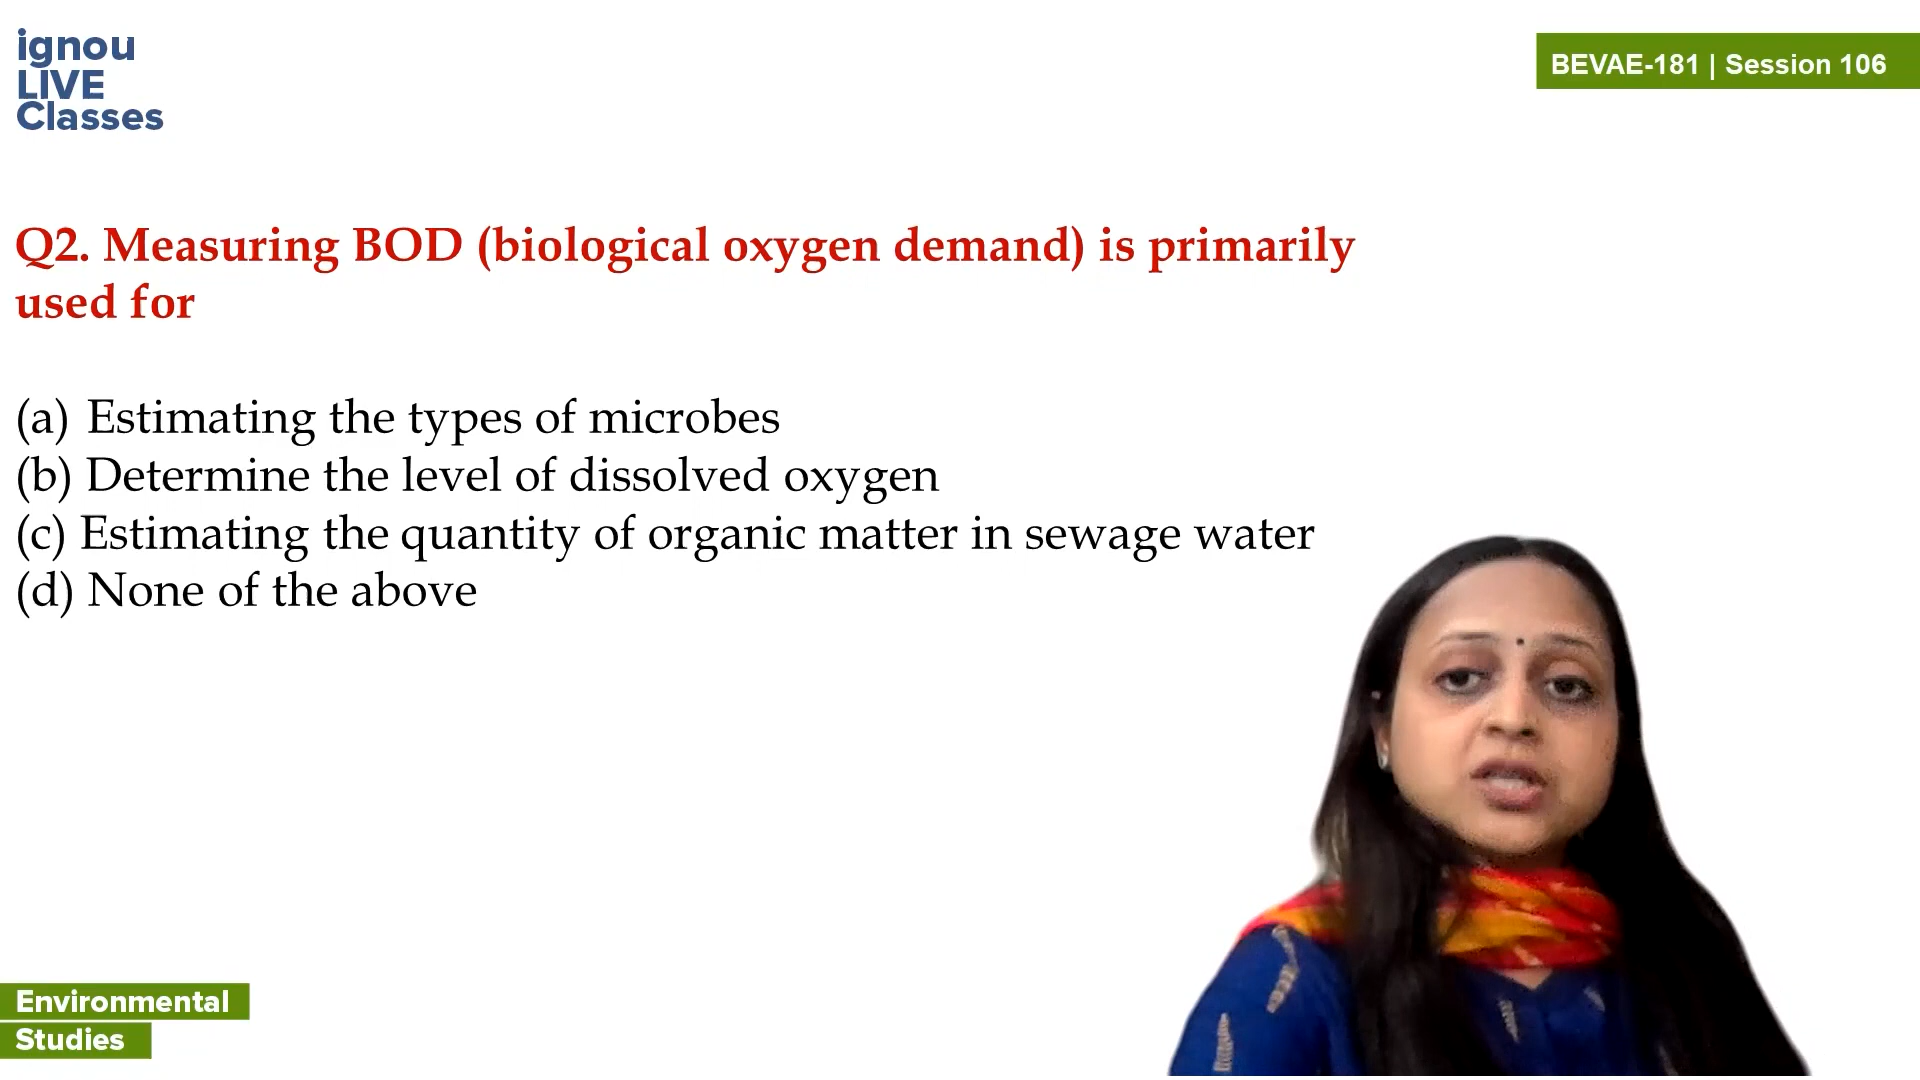 ignou
LIVE
Classes
BEVAE-181 | Session 106
Q2. Measuring BOD (biological oxygen demand) is primarily
used for
(a) Estimating the types of microbes
(b) Determine the level of dissolved oxygen
(c) Estimating the quantity of organic matter in sewage water
(d) None of the above
Environmental
Studies